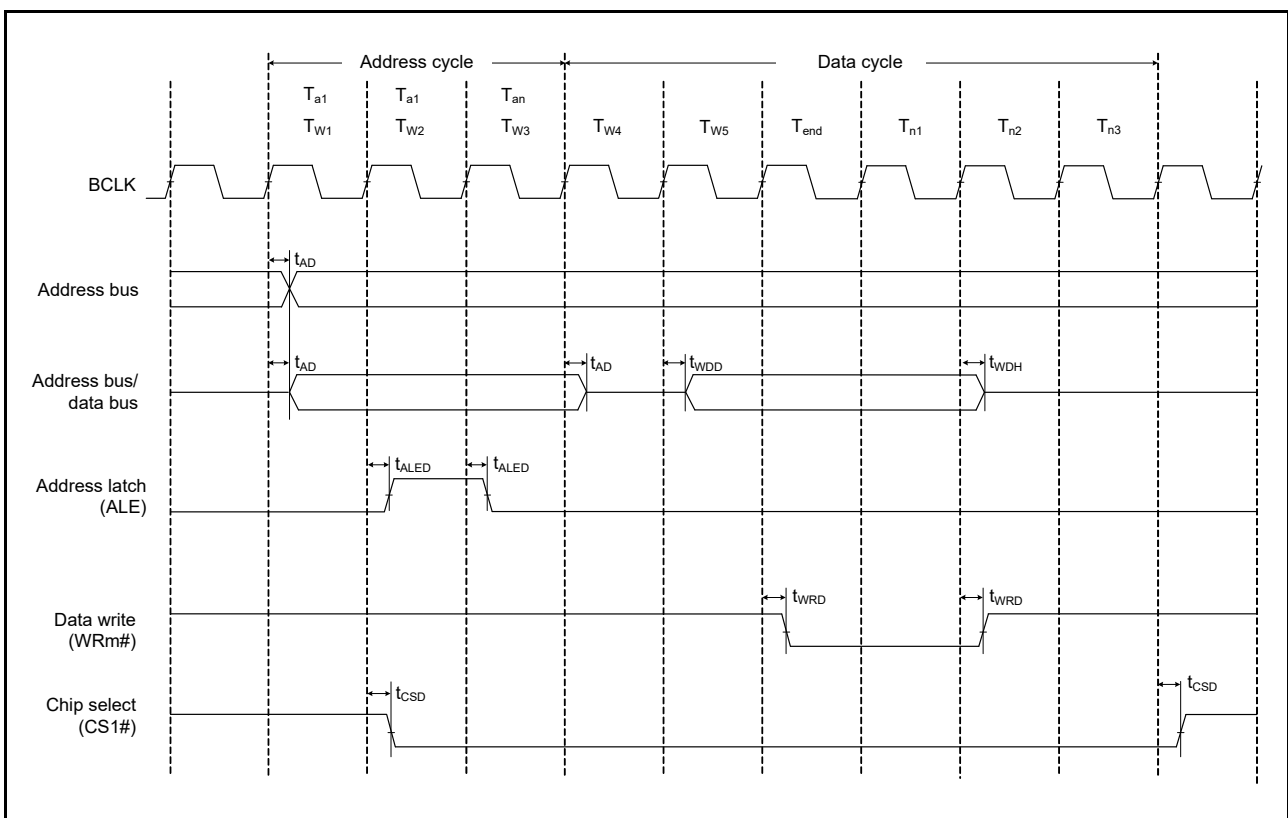 Address cycle Data cycle
Ta1 Ta1 Tan
TW1 TW2 TW3 TW4 TW5 Tend Tn1 Tn2 Tn3
BCLK
tAD
Address bus
tAD tAD tWDD tWDH
Address bus/
data bus
tALED tALED
Address latch
(ALE)
tWRD tWRD
Data write
(WRm#)
tCSD tCSD
Chip select
(CS1#)